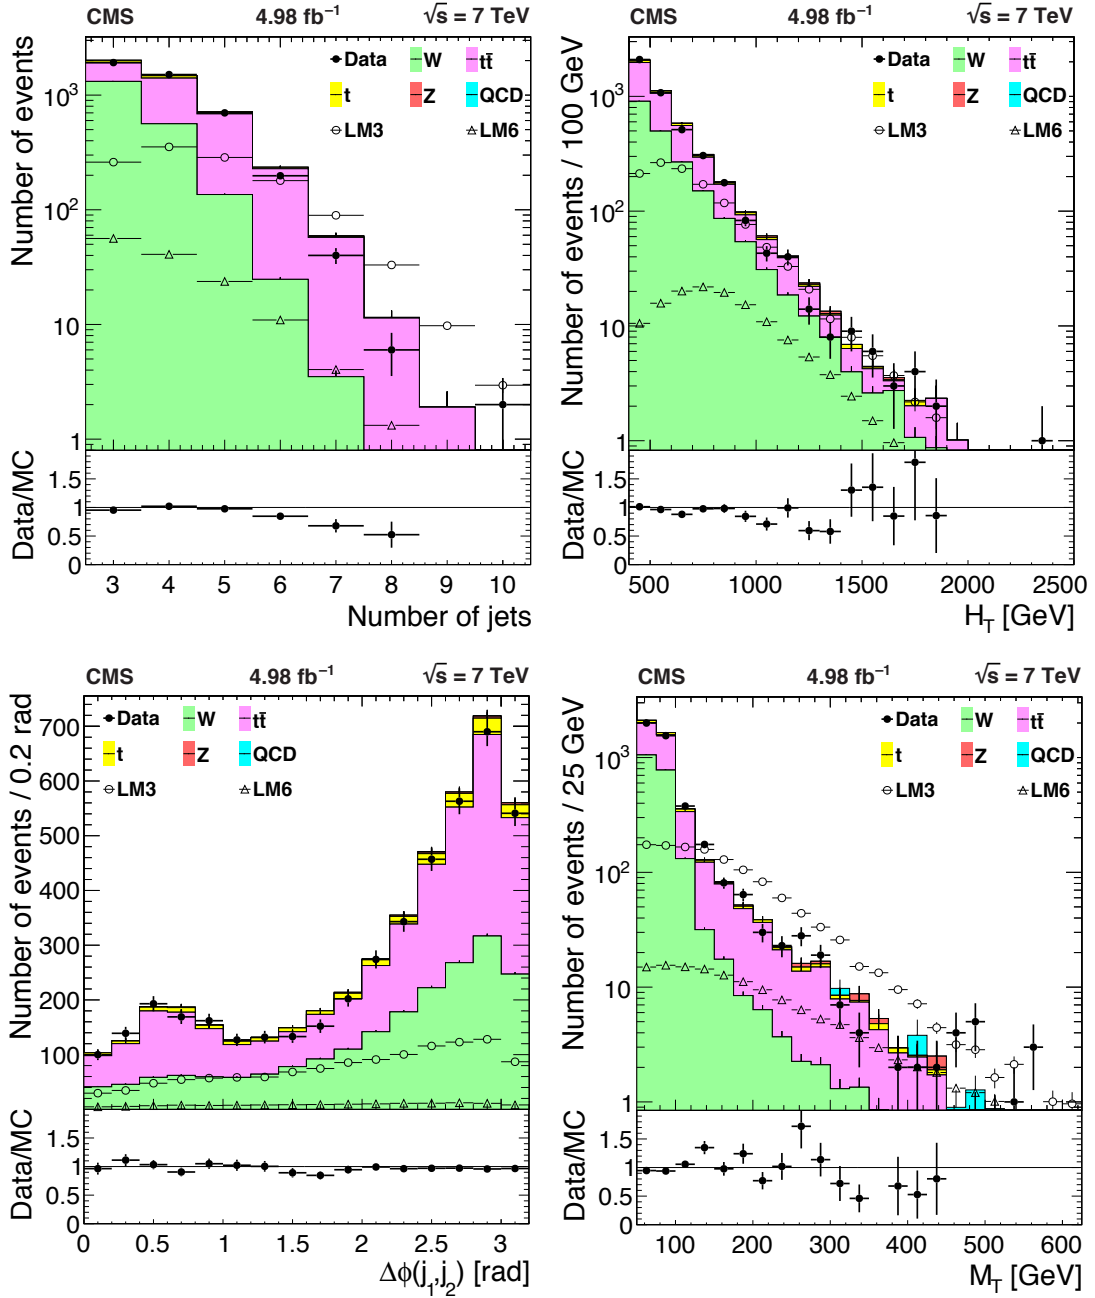 CMS 4.98 fb⁻¹ √s = 7 TeV
Number of events
Data W tt̄
t Z QCD
LM3 LM6
10³
10²
10
1
Data/MC
1.5
1
0.5
0
3 4 5 6 7 8 9 10
Number of jets
CMS 4.98 fb⁻¹ √s = 7 TeV
Number of events / 100 GeV
Data W tt̄
t Z QCD
LM3 LM6
10³
10²
10
1
Data/MC
1.5
1
0.5
0
500 1000 1500 2000 2500
H_T [GeV]
CMS 4.98 fb⁻¹ √s = 7 TeV
Number of events / 0.2 rad
Data W tt̄
t Z QCD
LM3 LM6
700
600
500
400
300
200
100
Data/MC
1.5
1
0.5
0
0 0.5 1 1.5 2 2.5 3
Δϕ(j₁,j₂) [rad]
CMS 4.98 fb⁻¹ √s = 7 TeV
Number of events / 25 GeV
Data W tt̄
t Z QCD
LM3 LM6
10³
10²
10
1
Data/MC
1.5
1
0.5
0
100 200 300 400 500 600
M_T [GeV]